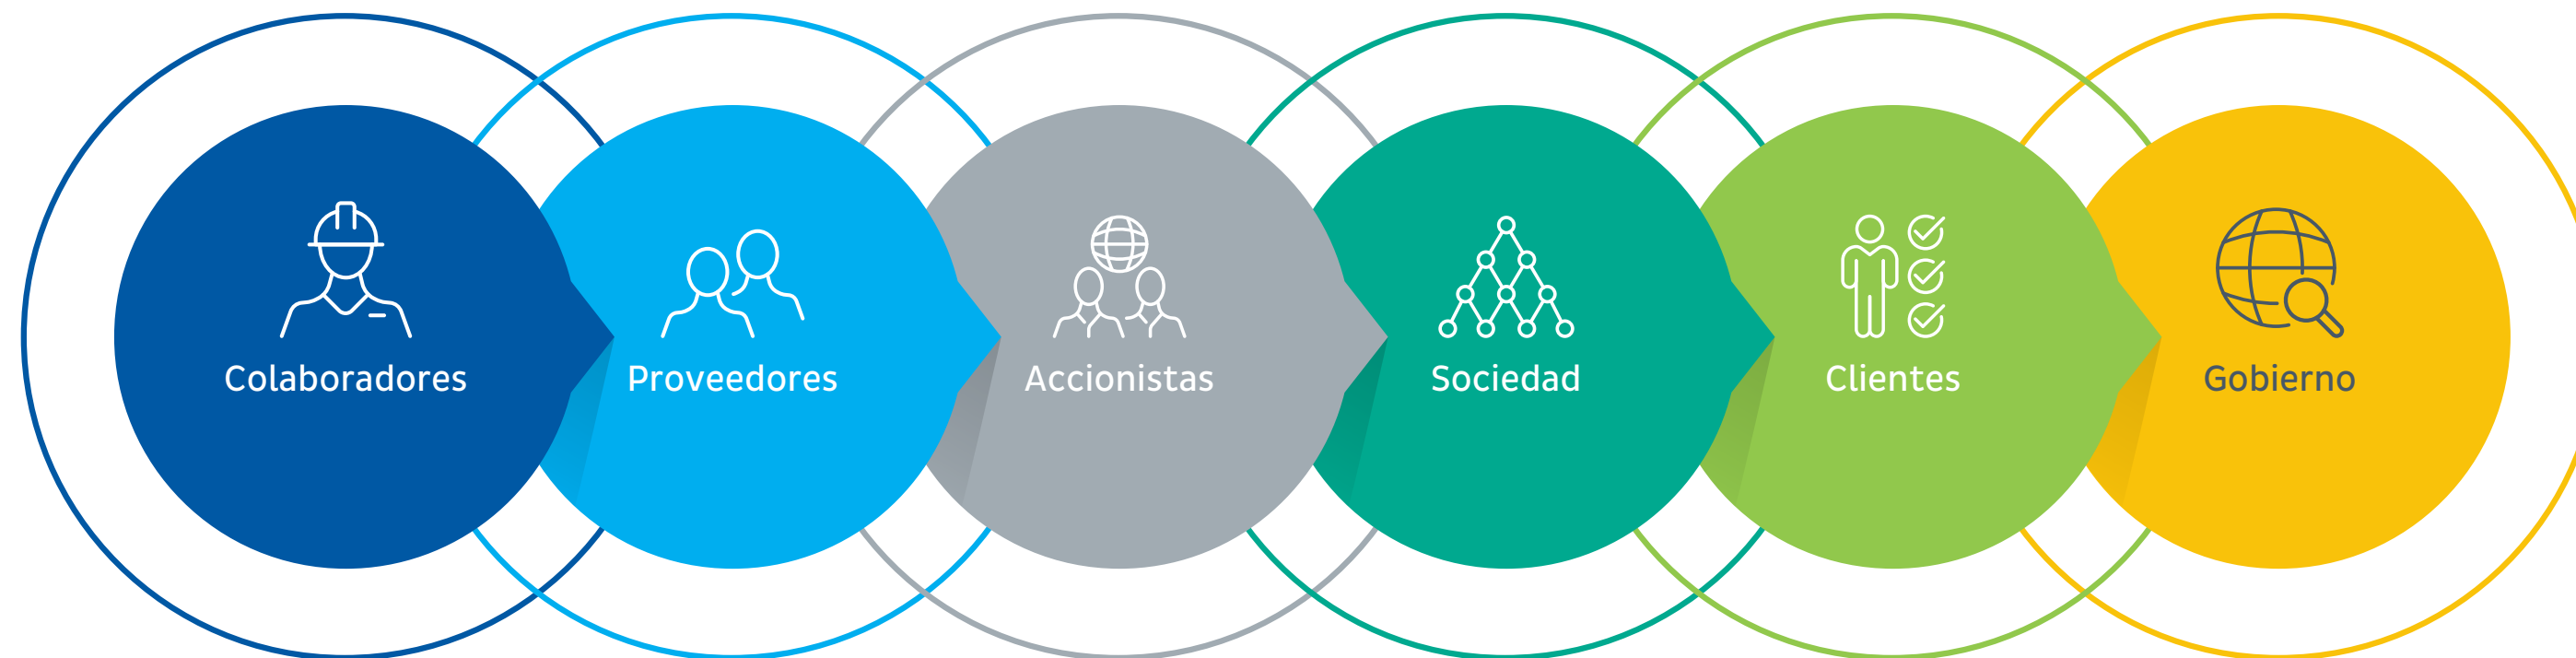 Colaboradores
Proveedores
Accionistas
Sociedad
Clientes
Gobierno